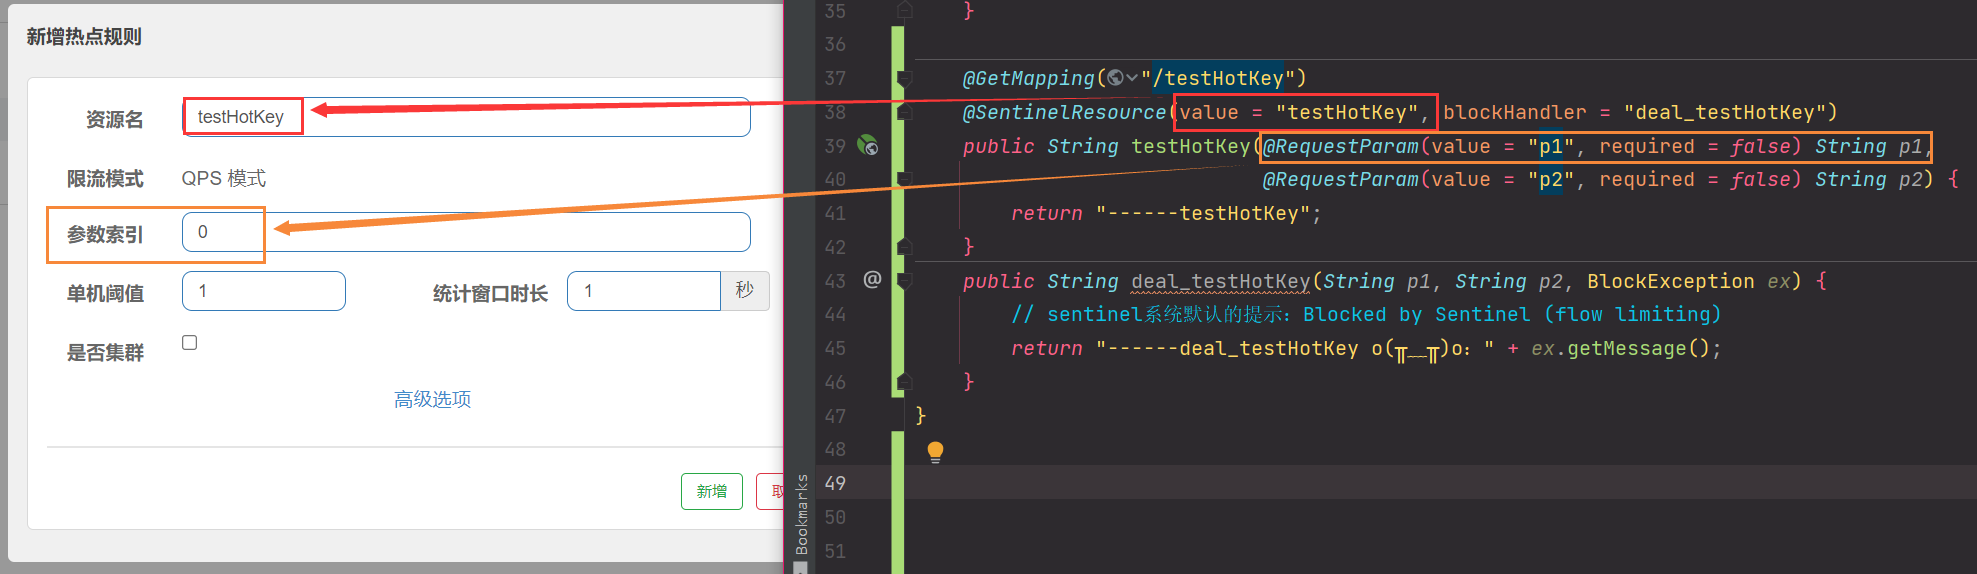 新增热点规则
资源名 testHotKey
限流模式 QPS 模式
参数索引 0
单机阈值 1 统计窗口时长 1 秒
是否集群
高级选项
新增
Bookmarks
35 }
36
37 @GetMapping("/testHotKey")
38 @SentinelResource(value = "testHotKey", blockHandler = "deal_testHotKey")
39 public String testHotKey(@RequestParam(value = "p1", required = false) String p1,
40 @RequestParam(value = "p2", required = false) String p2) {
41 return "------testHotKey";
42 }
43 public String deal_testHotKey(String p1, String p2, BlockException ex) {
44 // sentinel系统默认的提示：Blocked by Sentinel (flow limiting)
45 return "------deal_testHotKey o(╥﹏╥)o：" + ex.getMessage();
46 }
47 }
48
49
50
51